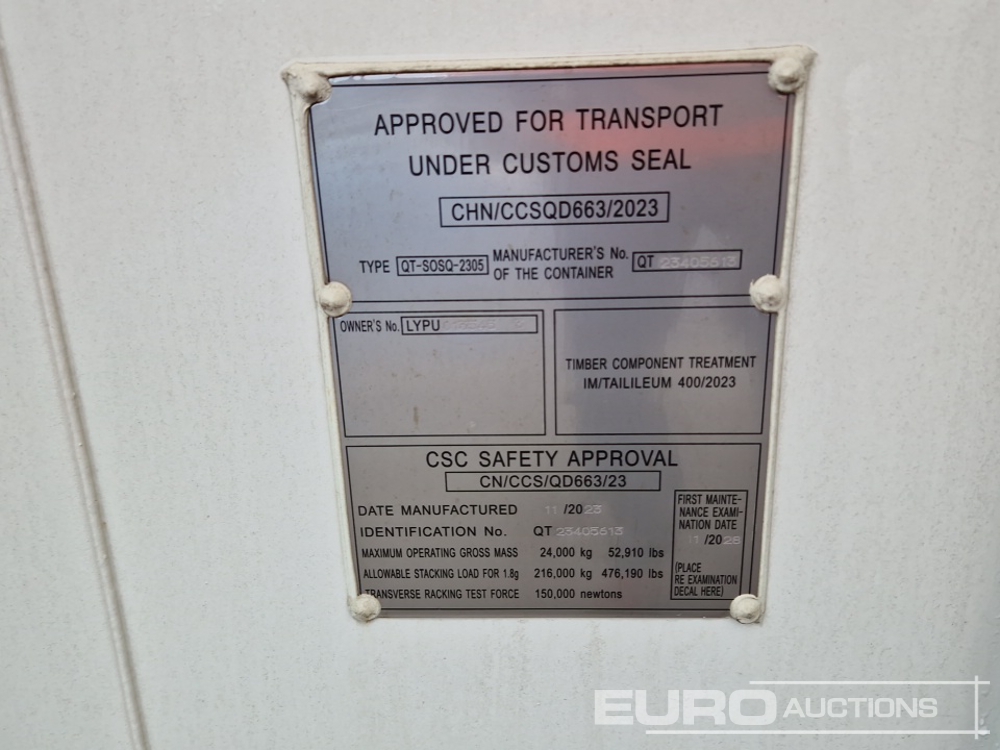 APPROVED FOR TRANSPORT
UNDER CUSTOMS SEAL
CHN/CCSQD663/2023
TYPE QT-SOSQ-2305 MANUFACTURER'S No. OF THE CONTAINER QT 23405613
OWNER'S No. LYPU
TIMBER COMPONENT TREATMENT
IM/TAILILEUM 400/2023
CSC SAFETY APPROVAL
CN/CCS/QD663/23
DATE MANUFACTURED 11 /20 23
IDENTIFICATION No. QT 23405613
MAXIMUM OPERATING GROSS MASS 24,000 kg 52,910 lbs
ALLOWABLE STACKING LOAD FOR 1.8g 216,000 kg 476,190 lbs
TRANSVERSE RACKING TEST FORCE 150,000 newtons
FIRST MAINTE-
NANCE EXAMI-
NATION DATE
11 /20 28
(PLACE
RE EXAMINATION
DECAL HERE)
EURO AUCTIONS